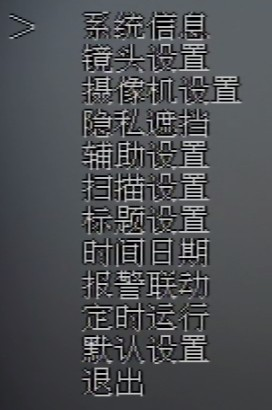 > 系统信息
镜头设置
摄像机设置
隐私遮挡
辅助设置
扫描设置
标题设置
时间日期
报警联动
定时运行
默认设置
退出